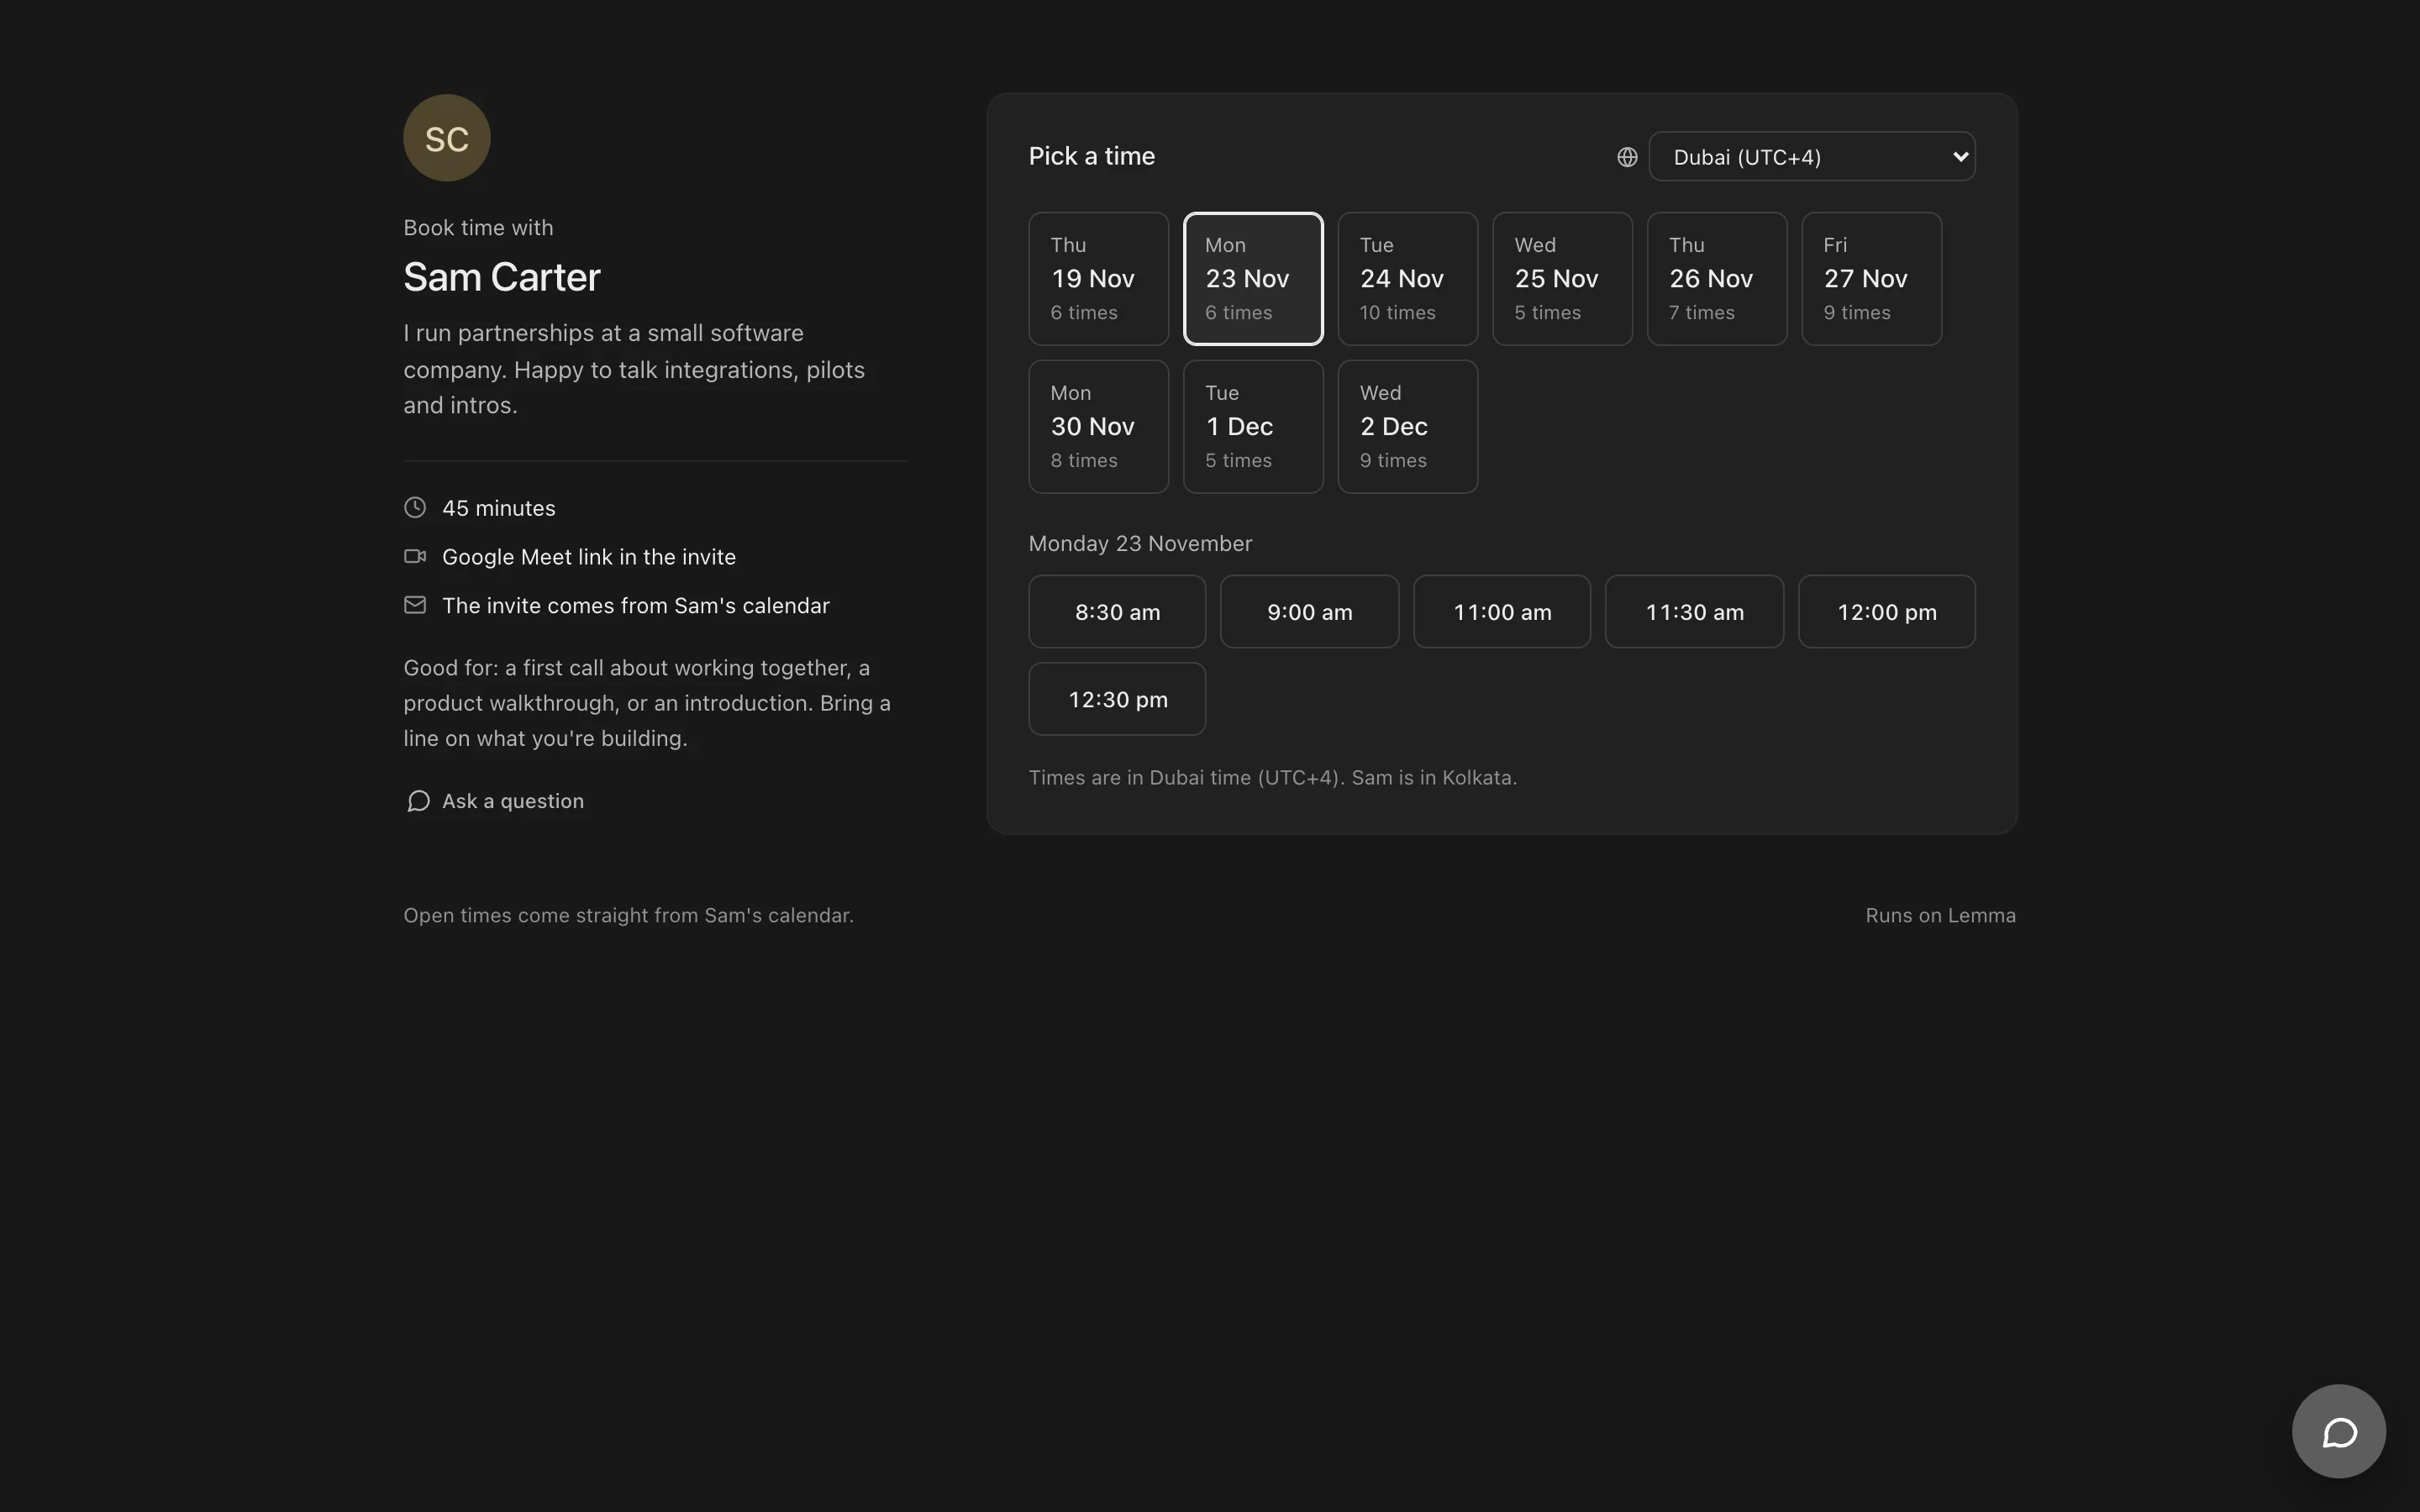 SC
Book time with
Sam Carter
I run partnerships at a small software
company. Happy to talk integrations, pilots
and intros.
45 minutes
Google Meet link in the invite
The invite comes from Sam's calendar
Good for: a first call about working together, a
product walkthrough, or an introduction. Bring a
line on what you're building.
Ask a question
Pick a time
Dubai (UTC+4)
Thu
19 Nov
6 times
Mon
23 Nov
6 times
Tue
24 Nov
10 times
Wed
25 Nov
5 times
Thu
26 Nov
7 times
Fri
27 Nov
9 times
Mon
30 Nov
8 times
Tue
1 Dec
5 times
Wed
2 Dec
9 times
Monday 23 November
8:30 am
9:00 am
11:00 am
11:30 am
12:00 pm
12:30 pm
Times are in Dubai time (UTC+4). Sam is in Kolkata.
Open times come straight from Sam's calendar.
Runs on Lemma